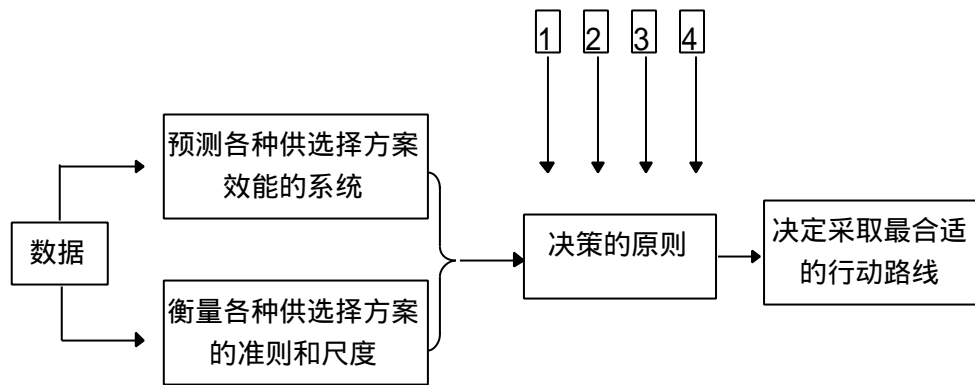 1 2 3 4
预测各种供选择方案
效能的系统
数据
决策的原则
决定采取最合适
的行动路线
衡量各种供选择方案
的准则和尺度